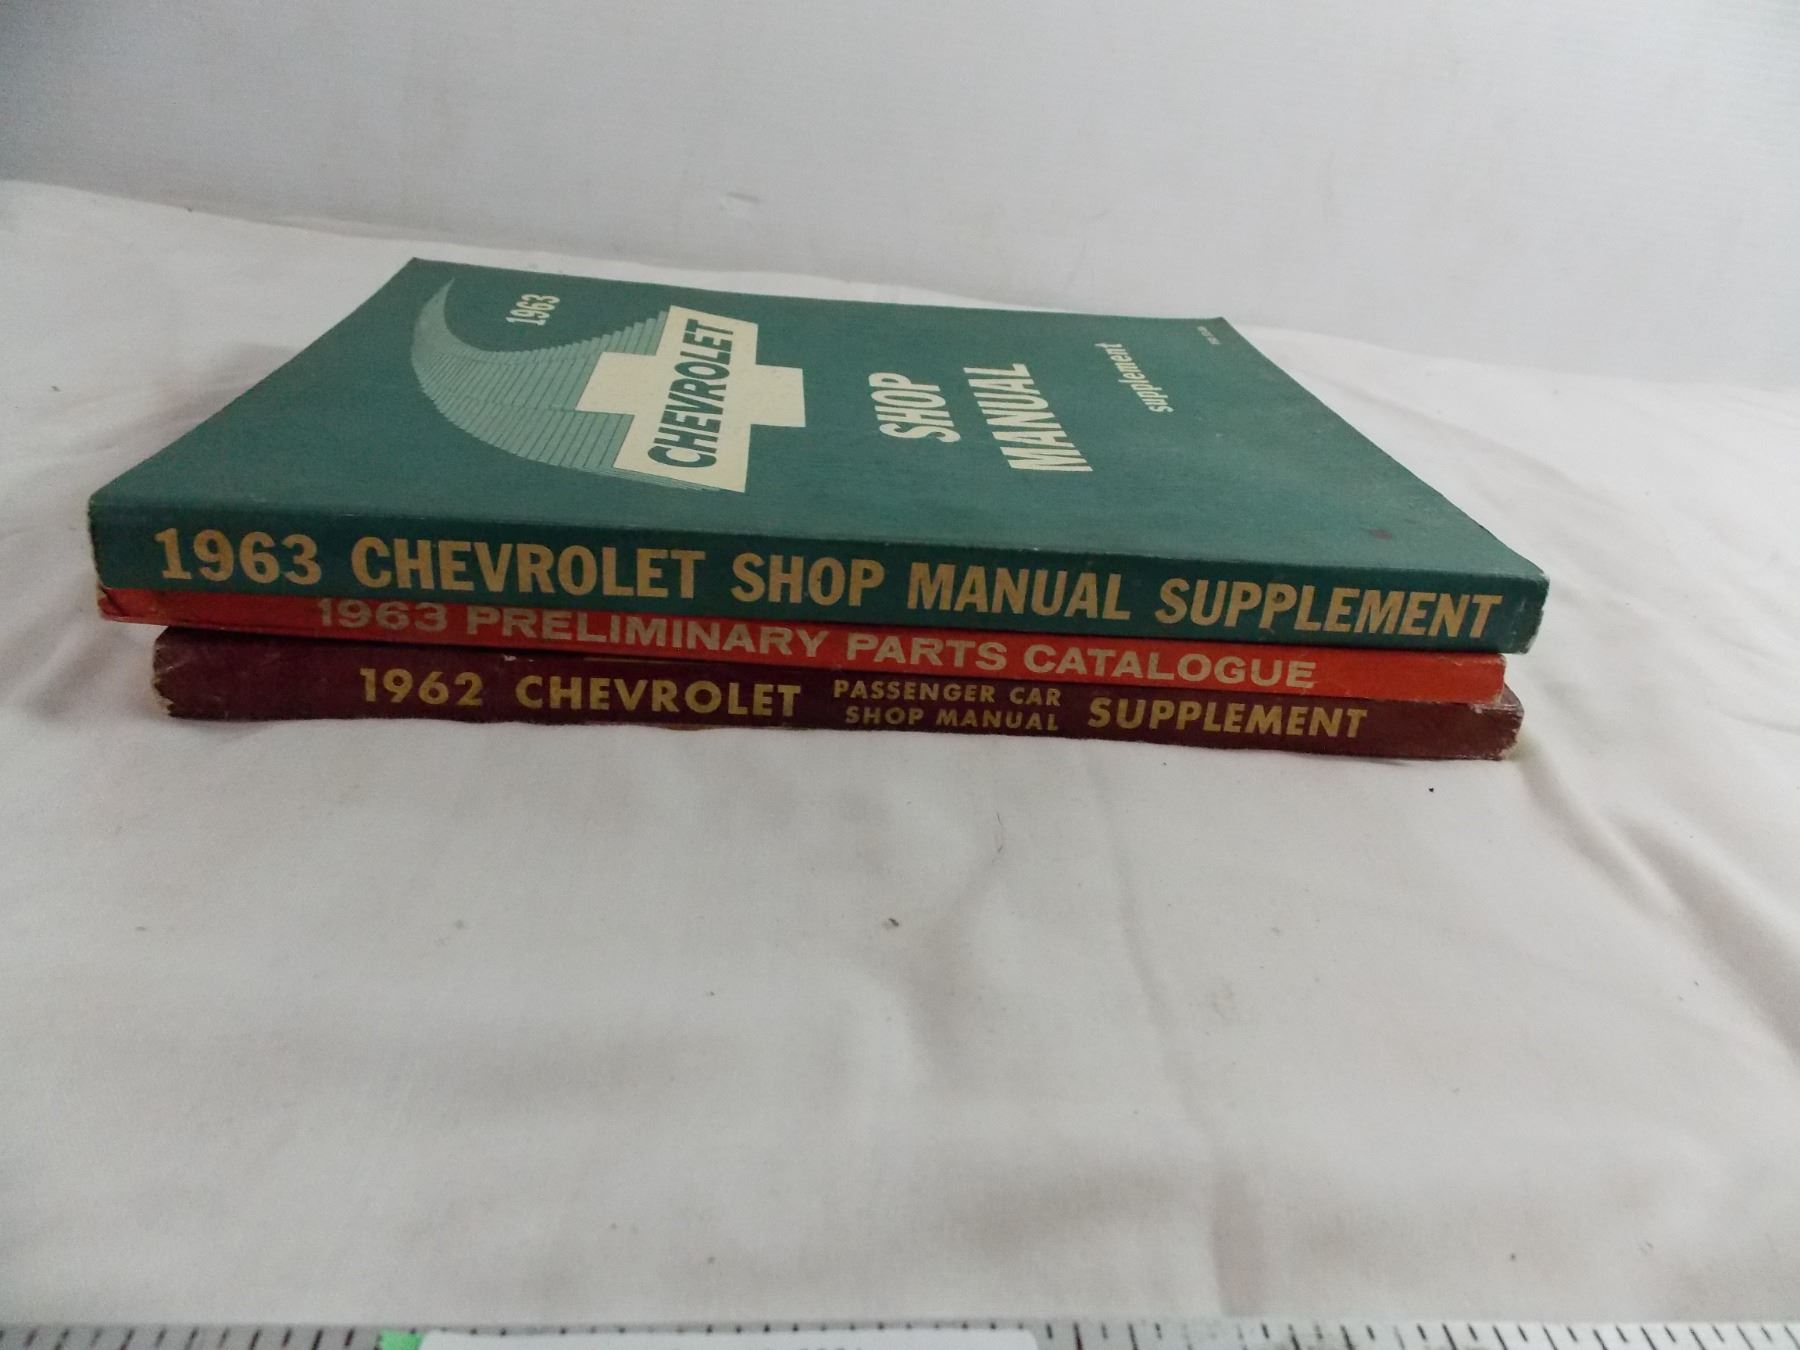 1963
CHEVROLET
SHOP
MANUAL
supplement
1963 CHEVROLET SHOP MANUAL SUPPLEMENT
1963 PRELIMINARY PARTS CATALOGUE
1962 CHEVROLET PASSENGER CAR SUPPLEMENT
SHOP MANUAL